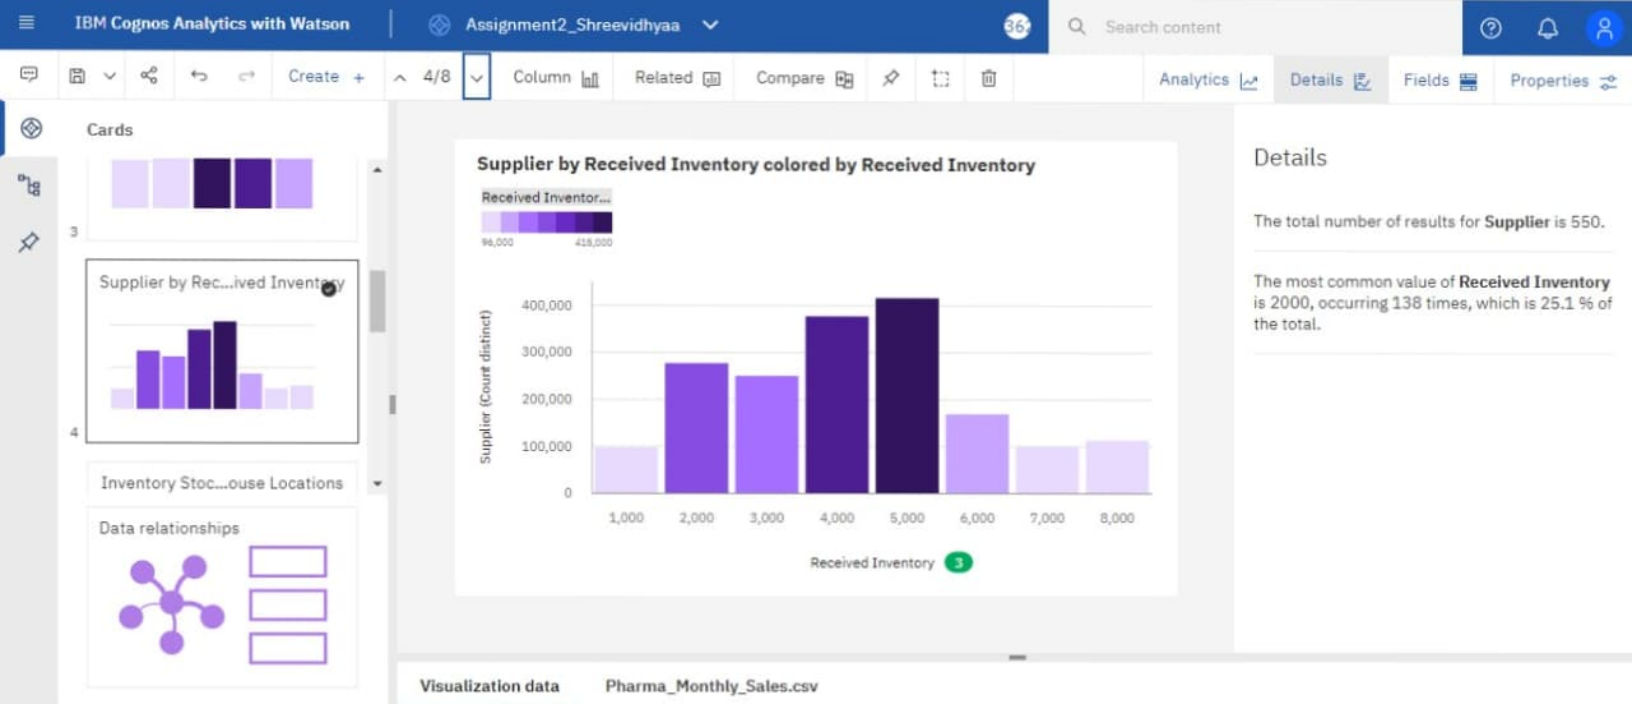 IBM Cognos Analytics with Watson
Assignment2_Shreevidhyaa
Search content
Create +
4/8
Column
Related
Compare
Analytics
Details
Fields
Properties
Cards
3
Supplier by Rec...ived Inventory
4
Inventory Stoc...ouse Locations
Data relationships
Supplier by Received Inventory colored by Received Inventory
Received Inventor...
96,000
418,000
Supplier (Count distinct)
400,000
300,000
200,000
100,000
0
1,000 2,000 3,000 4,000 5,000 6,000 7,000 8,000
Received Inventory 3
Details
The total number of results for Supplier is 550.
The most common value of Received Inventory
is 2000, occurring 138 times, which is 25.1 % of
the total.
Visualization data
Pharma_Monthly_Sales.csv